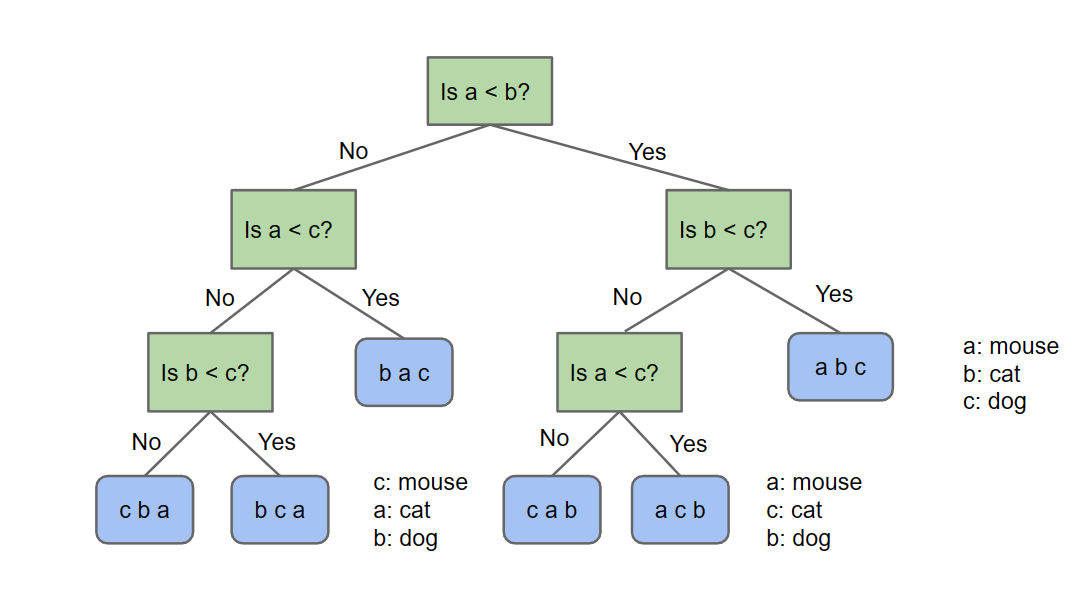 Is a < b?
No
Yes
Is a < c?
Is b < c?
No
Yes
No
Yes
Is b < c?
b a c
Is a < c?
a b c
a: mouse
b: cat
c: dog
No
Yes
No
Yes
c b a
b c a
c: mouse
a: cat
b: dog
c a b
a c b
a: mouse
c: cat
b: dog